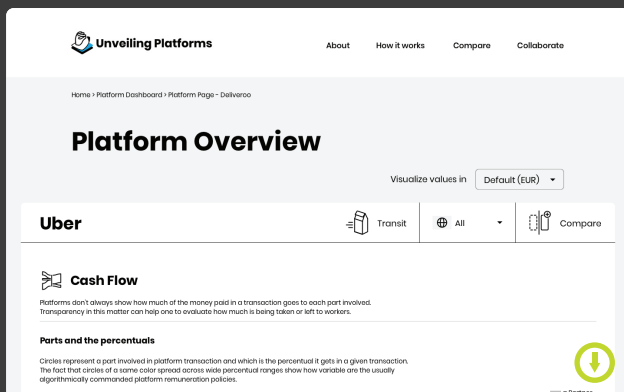 Unveiling Platforms
About How it works Compare Collaborate
Home > Platform Dashboard > Platform Page - Deliveroo
Platform Overview
Visualize values in Default (EUR)
Uber Transit All Compare
Cash Flow
Platforms don't always show how much of the money paid in a transaction goes to each part involved.
Transparency in this matter can help one to evaluate how much is being taken or left to workers.
Parts and the percentuals
Circles represent a part involved in platform transaction and which is the percentual it gets in a given transaction.
The fact that circles of a same color spread across wide percentual ranges show how variable are the usually
algorithmically commanded platform remuneration policies.